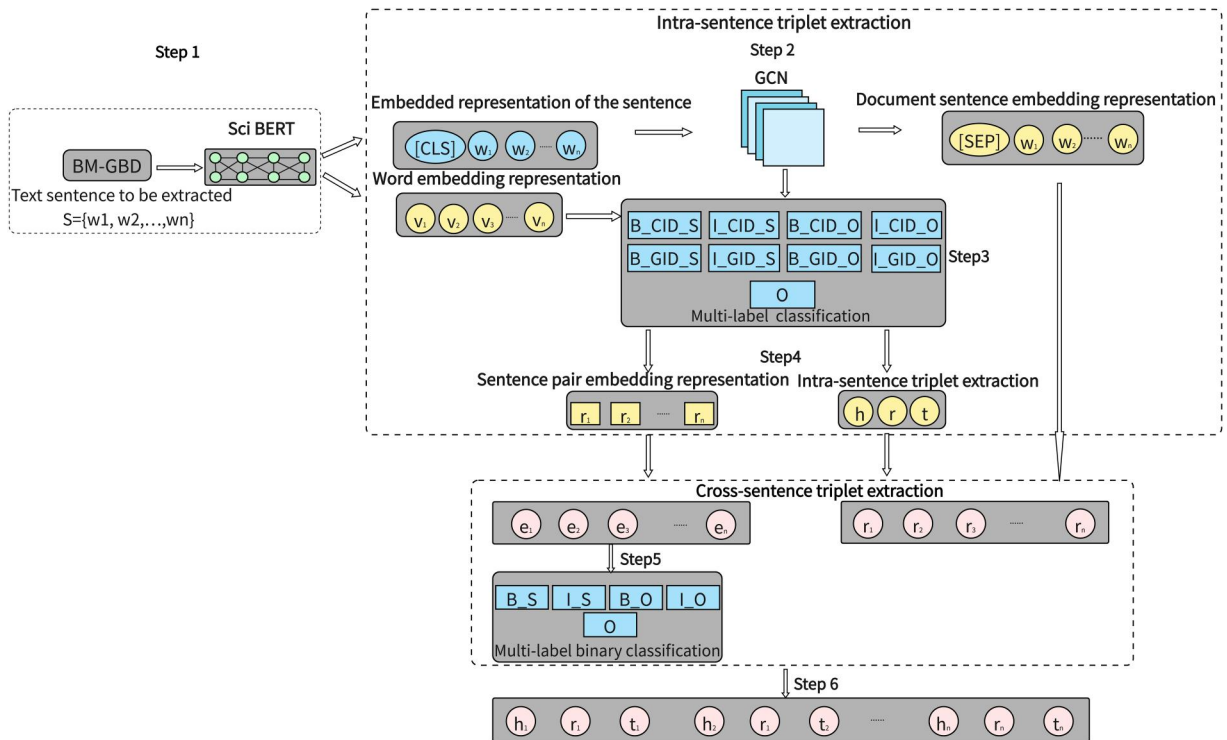 Intra-sentence triplet extraction
Step 1
Step 2
GCN
Embedded representation of the sentence
Document sentence embedding representation
Sci BERT
[CLS] w1 w2 ...... wn
[SEP] w1 w2 ...... wn
BM-GBD
Word embedding representation
Text sentence to be extracted
S={w1, w2,...,wn}
v1 v2 v3 ...... vn
B_CID_S I_CID_S B_CID_O I_CID_O
B_GID_S I_GID_S B_GID_O I_GID_O
Step3
O
Multi-label classification
Step4
Sentence pair embedding representation
Intra-sentence triplet extraction
r1 r2 ...... rn
h r t
Cross-sentence triplet extraction
e1 e2 e3 ...... en
r1 r2 r3 ...... rn
Step5
B_S I_S B_O I_O
O
Multi-label binary classification
Step 6
h1 r1 t1 h2 r1 t2 ...... hn rn tn